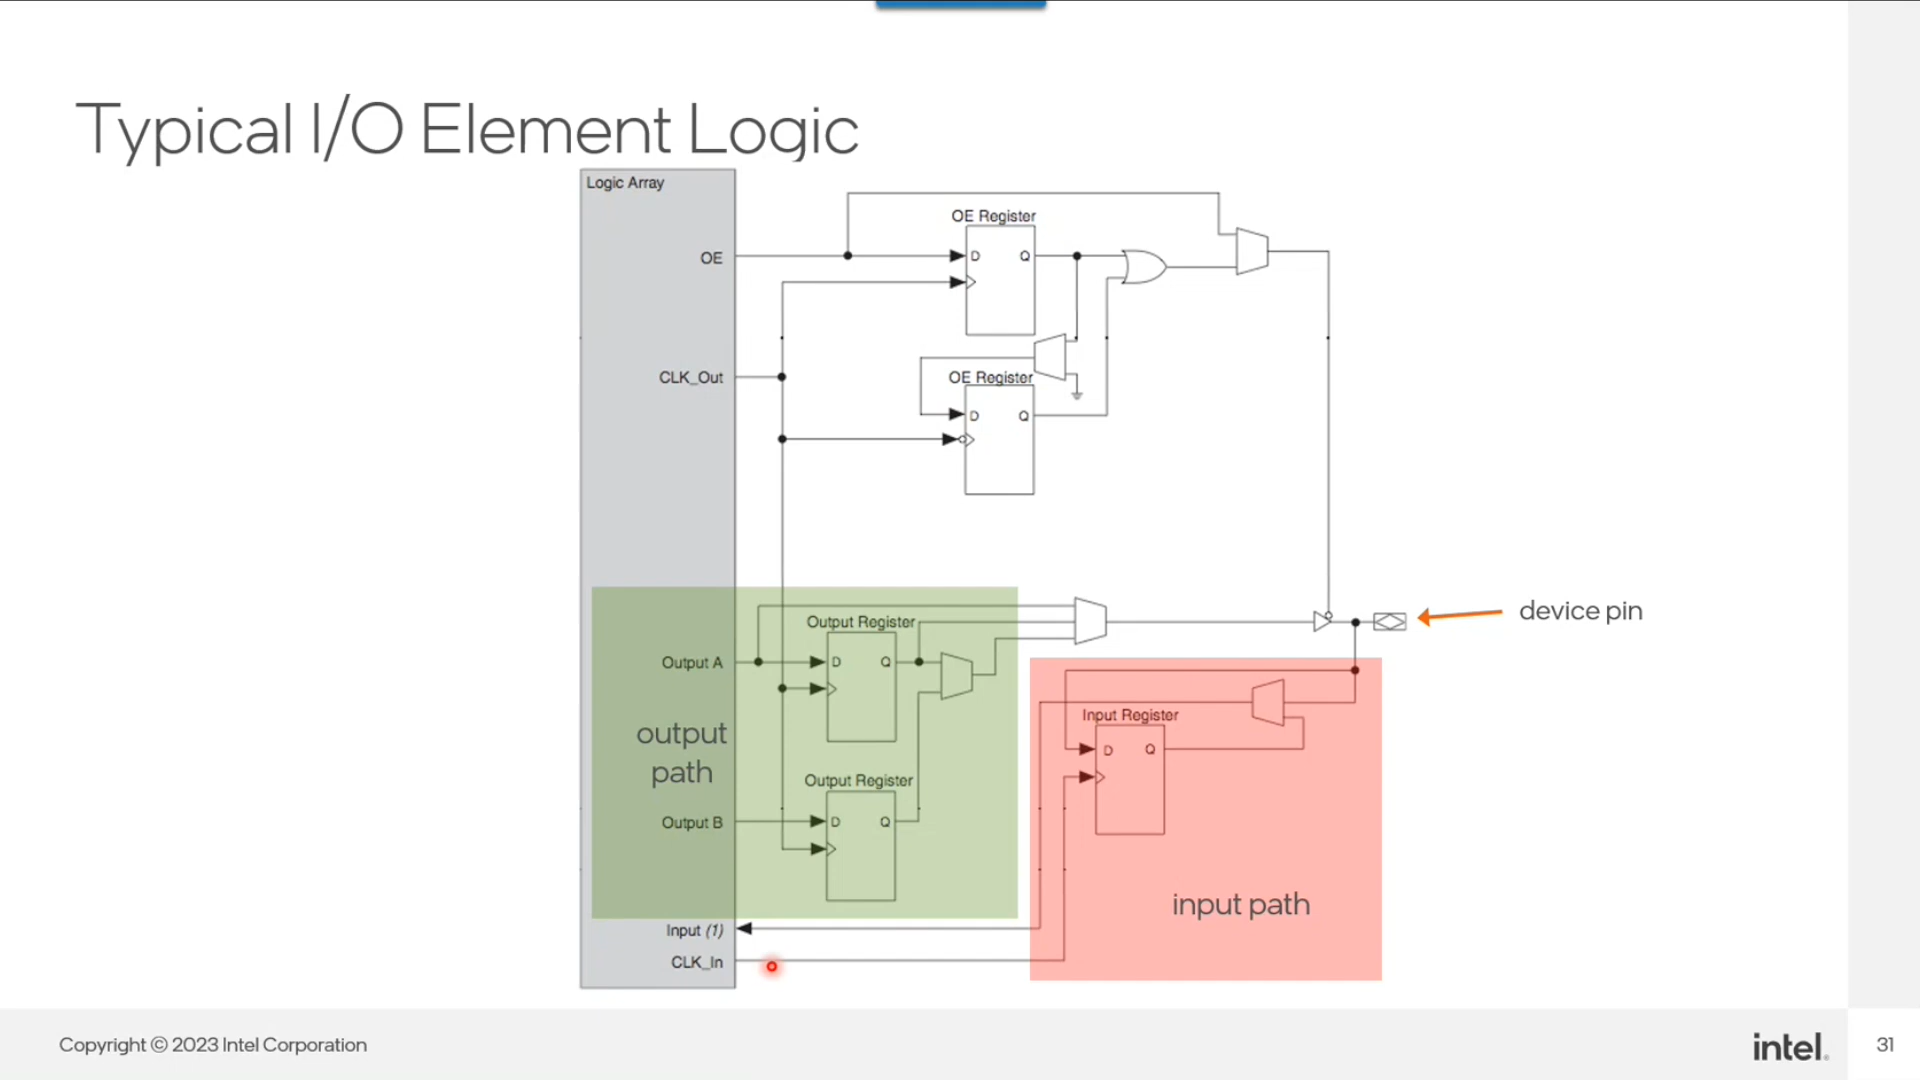 Typical I/O Element Logic
Logic Array
OE Register
OE
D
Q
CLK_Out
OE Register
D
Q
device pin
Output Register
Output A
D
Q
output
path
Input Register
D
Q
Output Register
Output B
D
Q
input path
Input (1)
CLK_In
Copyright © 2023 Intel Corporation
intel.
31